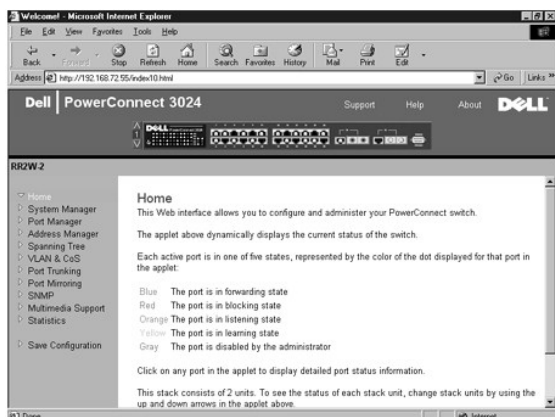 Welcome! - Microsoft Internet Explorer
File Edit View Favorites Tools Help
Back Forward Stop Refresh Home Search Favorites History Mail Print Edit
Address http://192.168.72.55/index10.html Go Links »
Dell | PowerConnect 3024 Support Help About DELL
1 DELL
RR2W-2
Home
System Manager
Port Manager
Address Manager
Spanning Tree
VLAN & CoS
Port Trunking
Port Mirroring
SNMP
Multimedia Support
Statistics
Save Configuration
Home
This Web interface allows you to configure and administer your PowerConnect switch.
The applet above dynamically displays the current status of the switch.
Each active port is in one of five states, represented by the color of the dot displayed for that port in
the applet:
Blue The port is in forwarding state
Red The port is in blocking state
Orange The port is in listening state
Yellow The port is in learning state
Gray The port is disabled by the administrator
Click on any port in the applet to display detailed port status information.
This stack consists of 2 units. To see the status of each stack unit, change stack units by using the
up and down arrows in the applet above.
Done Internet